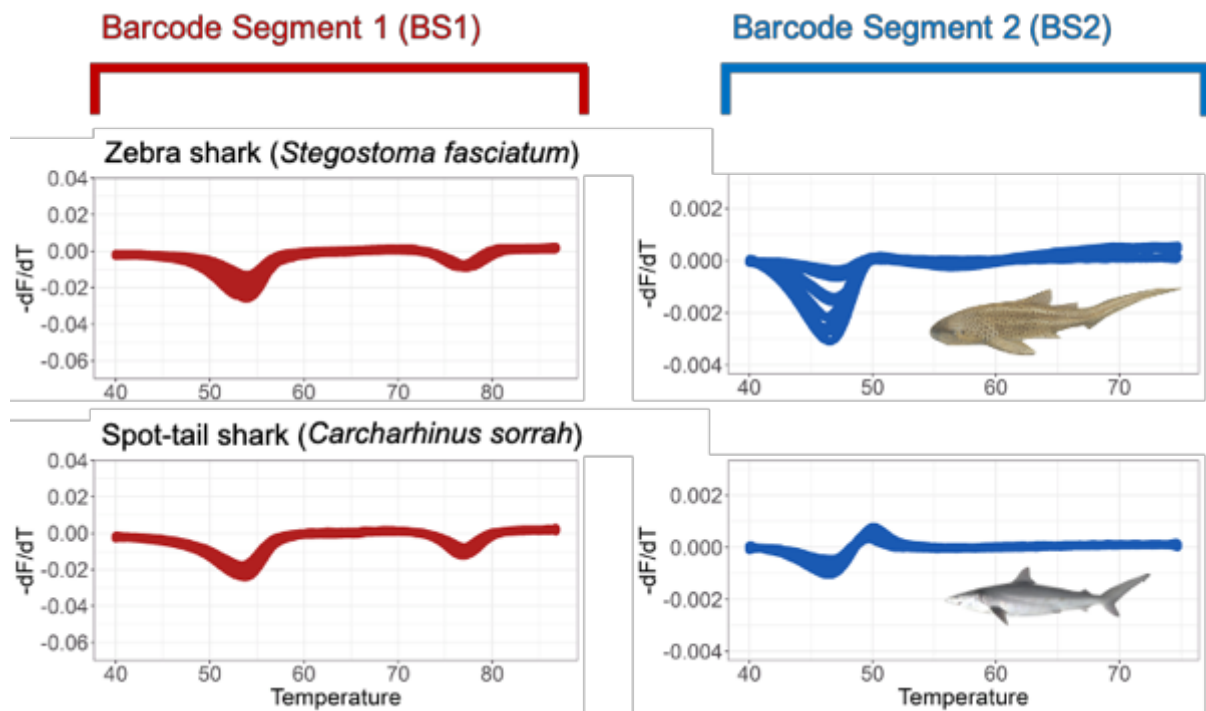 Barcode Segment 1 (BS1)
Barcode Segment 2 (BS2)
Zebra shark (Stegostoma fasciatum)
-dF/dT
0.04
0.02
0.00
-0.02
-0.04
-0.06
40 50 60 70 80
-dF/dT
0.002
0.000
-0.002
-0.004
40 50 60 70
Spot-tail shark (Carcharhinus sorrah)
-dF/dT
0.04
0.02
0.00
-0.02
-0.04
-0.06
40 50 60 70 80
Temperature
-dF/dT
0.002
0.000
-0.002
-0.004
40 50 60 70
Temperature